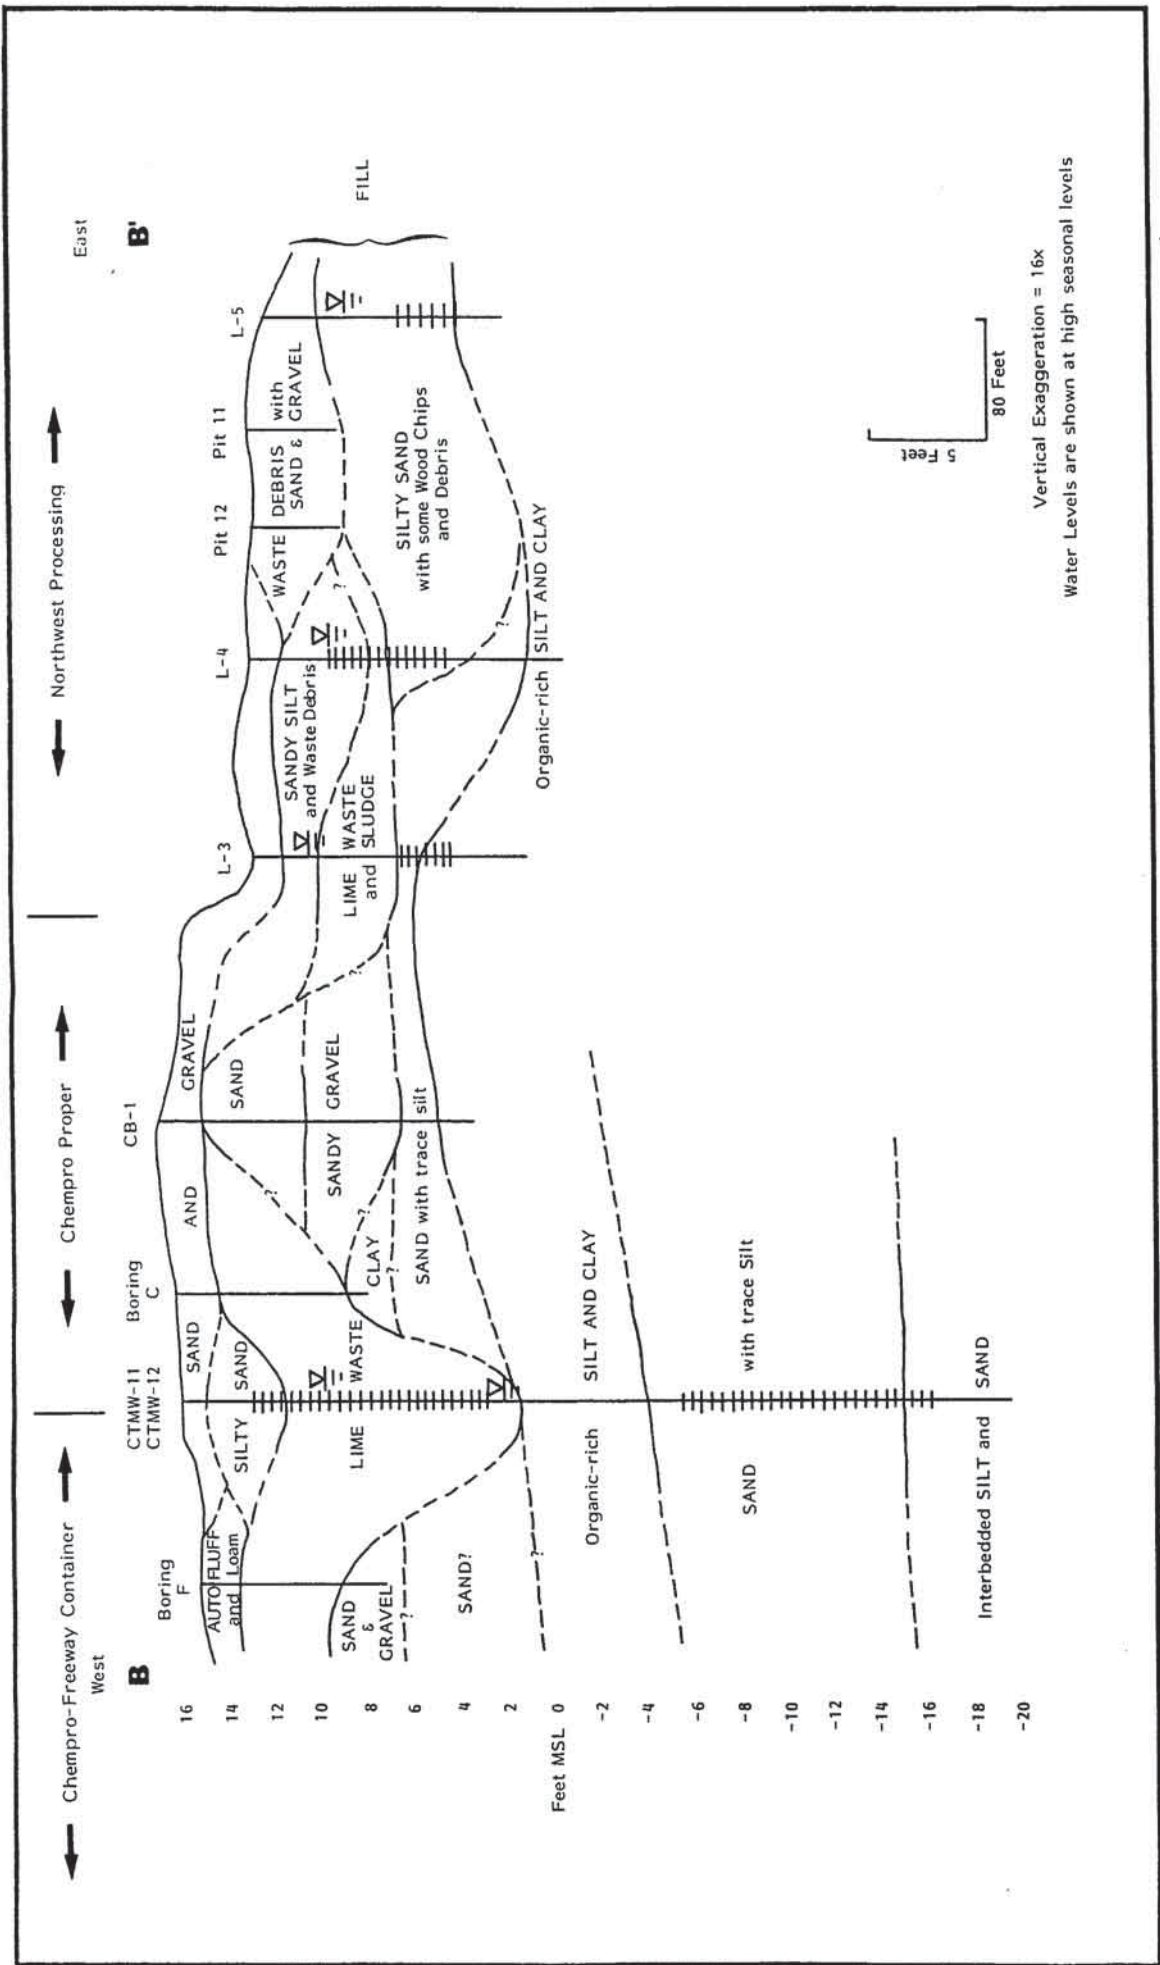 Chempro-Freeway Container
Chempro Proper
Northwest Processing
West
East
B
B'
Boring
F
CTMW-11
CTMW-12
Boring
C
CB-1
L-3
L-4
Pit 12
Pit 11
L-5
16
14
12
10
8
6
4
2
Feet MSL 0
-2
-4
-6
-8
-10
-12
-14
-16
-18
-20
AUTO FLUFF
and Loam
SAND
&
GRAVEL
?
SAND?
?
SILTY SAND
SAND AND GRAVEL
LIME WASTE
?
SAND
SANDY GRAVEL
?
CLAY
?
SAND with trace silt
?
SANDY SILT
and Waste Debris
LIME WASTE
and SLUDGE
?
?
WASTE DEBRIS with
SAND & GRAVEL
SILTY SAND
with some Wood Chips
and Debris
FILL
Organic-rich SILT AND CLAY
Organic-rich SILT AND CLAY
SAND with trace Silt
Interbedded SILT and SAND
5 Feet
80 Feet
Vertical Exaggeration = 16x
Water Levels are shown at high seasonal levels